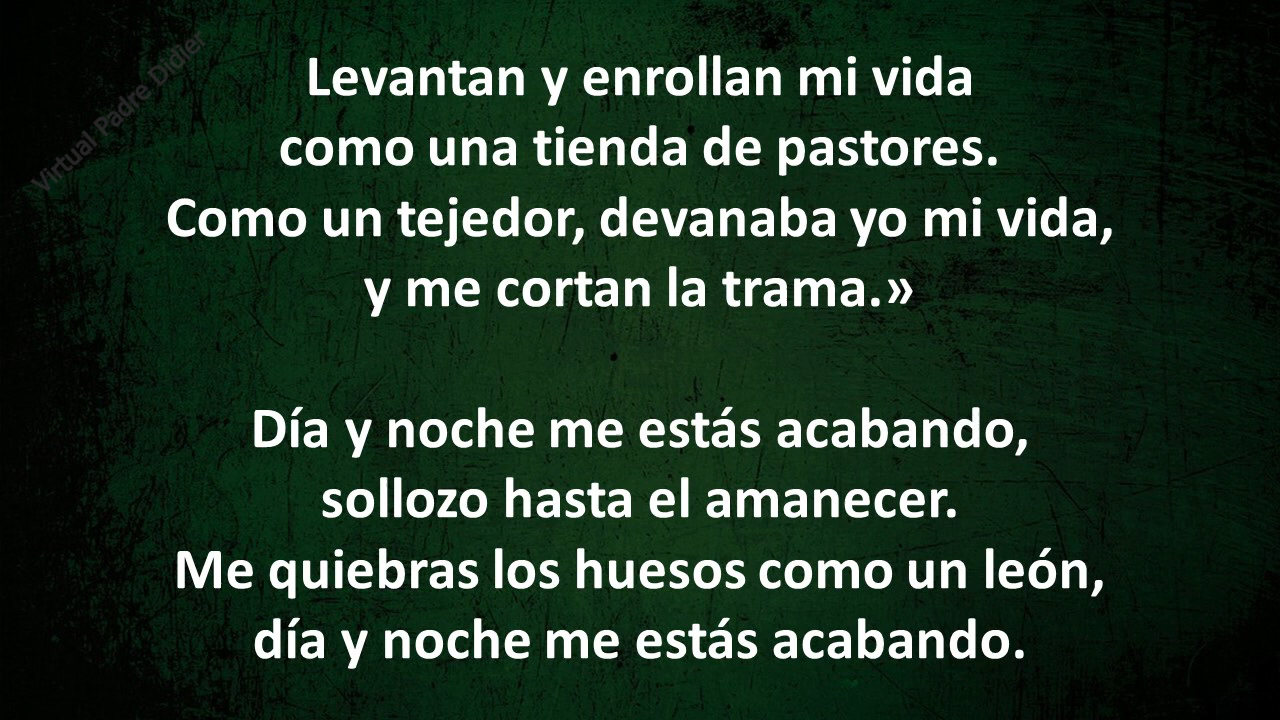 Virtual Padre Didier
Levantan y enrollan mi vida
como una tienda de pastores.
Como un tejedor, devanaba yo mi vida,
y me cortan la trama.»
Día y noche me estás acabando,
sollozo hasta el amanecer.
Me quiebras los huesos como un león,
día y noche me estás acabando.